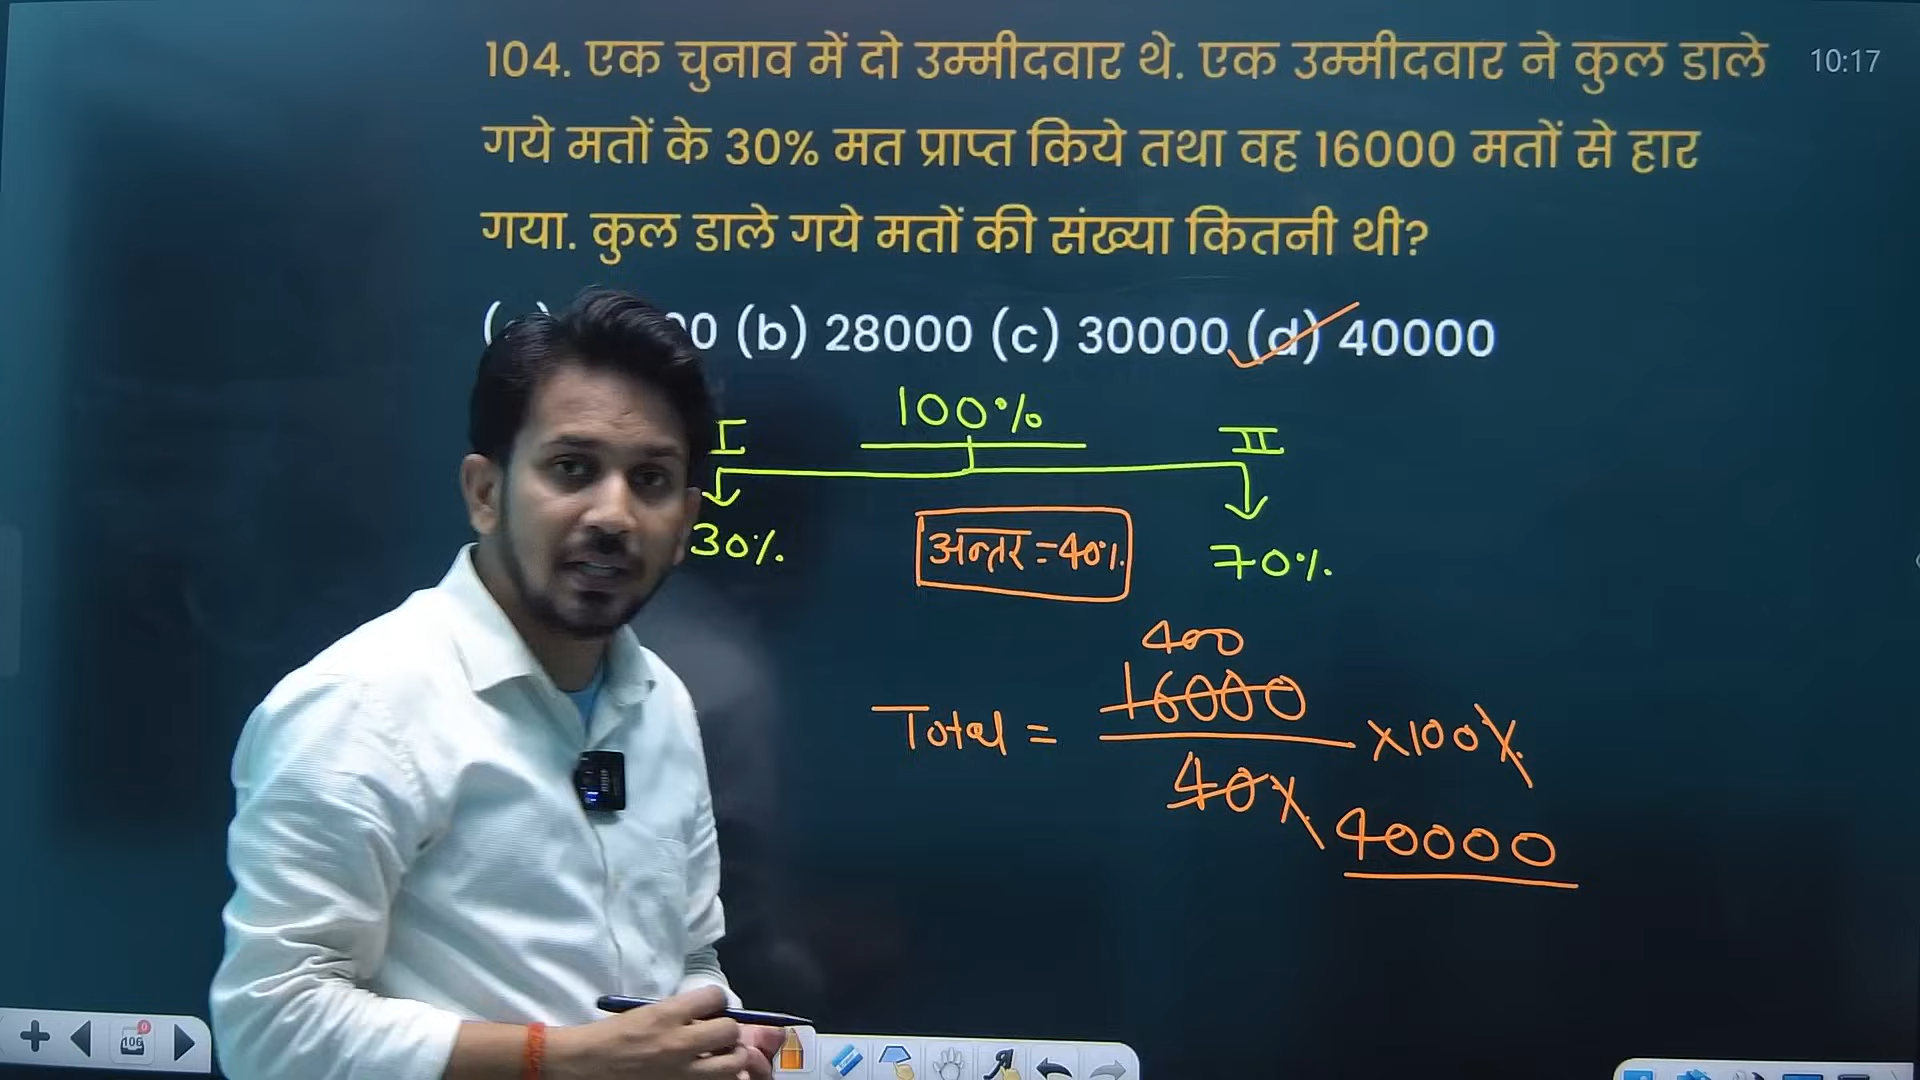 104. एक चुनाव में दो उम्मीदवार थे. एक उम्मीदवार ने कुल डाले
10:17
गये मतों के 30% मत प्राप्त किये तथा वह 16000 मतों से हार
गया. कुल डाले गये मतों की संख्या कितनी थी?
(b) 28000 (c) 30000 (d) 40000
100%
I II
30% अन्तर = 40% 70%
400
Total = 16000 × 100%
40%
40000
106